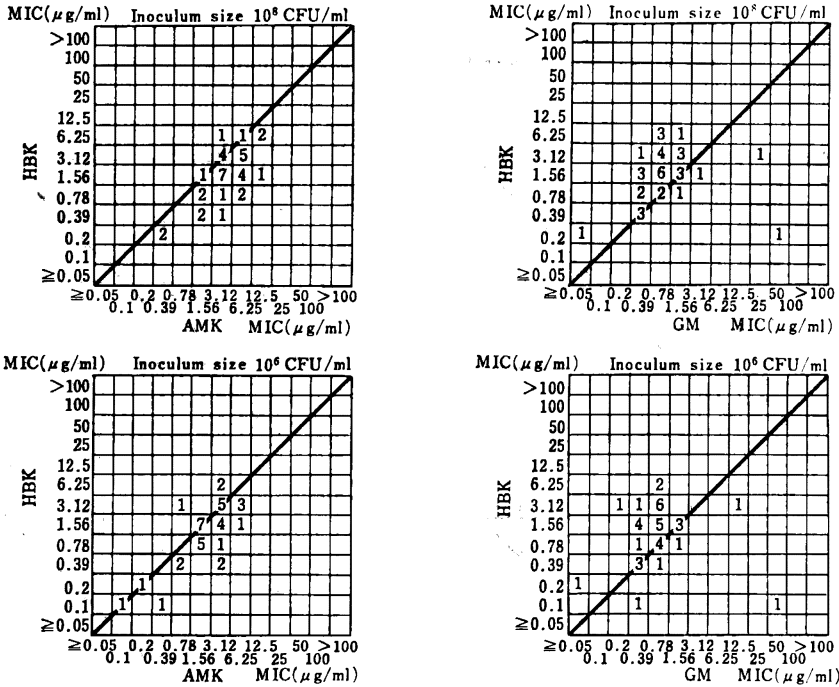 MIC(μg/ml) Inoculum size 10⁸ CFU/ml
>100
100
50
25
12.5
6.25 1 1 2
3.12 4 5
1.56 1 7 4 1
0.78 2 1 2
0.39 2 1
0.2 2
0.1
≧0.05
HBK
≧0.05 0.2 0.78 3.12 12.5 50 >100
0.1 0.39 1.56 6.25 25 100
AMK MIC(μg/ml)
MIC(μg/ml) Inoculum size 10⁸ CFU/ml
>100
100
50
25
12.5
6.25 3 1
3.12 1 4 3 1
1.56 3 6 3 1
0.78 2 2 1
0.39 3
0.2 1 1
0.1
≧0.05
HBK
≧0.05 0.2 0.78 3.12 12.5 50 >100
0.1 0.39 1.56 6.25 25 100
GM MIC(μg/ml)
MIC(μg/ml) Inoculum size 10⁶ CFU/ml
>100
100
50
25
12.5
6.25 2
3.12 1 5 3
1.56 7 4 1
0.78 5 1
0.39 2 2
0.2 1
0.1 1 1
≧0.05
HBK
≧0.05 0.2 0.78 3.12 12.5 50 >100
0.1 0.39 1.56 6.25 25 100
AMK MIC(μg/ml)
MIC(μg/ml) Inoculum size 10⁶ CFU/ml
>100
100
50
25
12.5
6.25 2
3.12 1 1 6 1
1.56 4 5 3
0.78 1 4 1
0.39 3 1
0.2 1
0.1 1 1
≧0.05
HBK
≧0.05 0.2 0.78 3.12 12.5 50 >100
0.1 0.39 1.56 6.25 25 100
GM MIC(μg/ml)